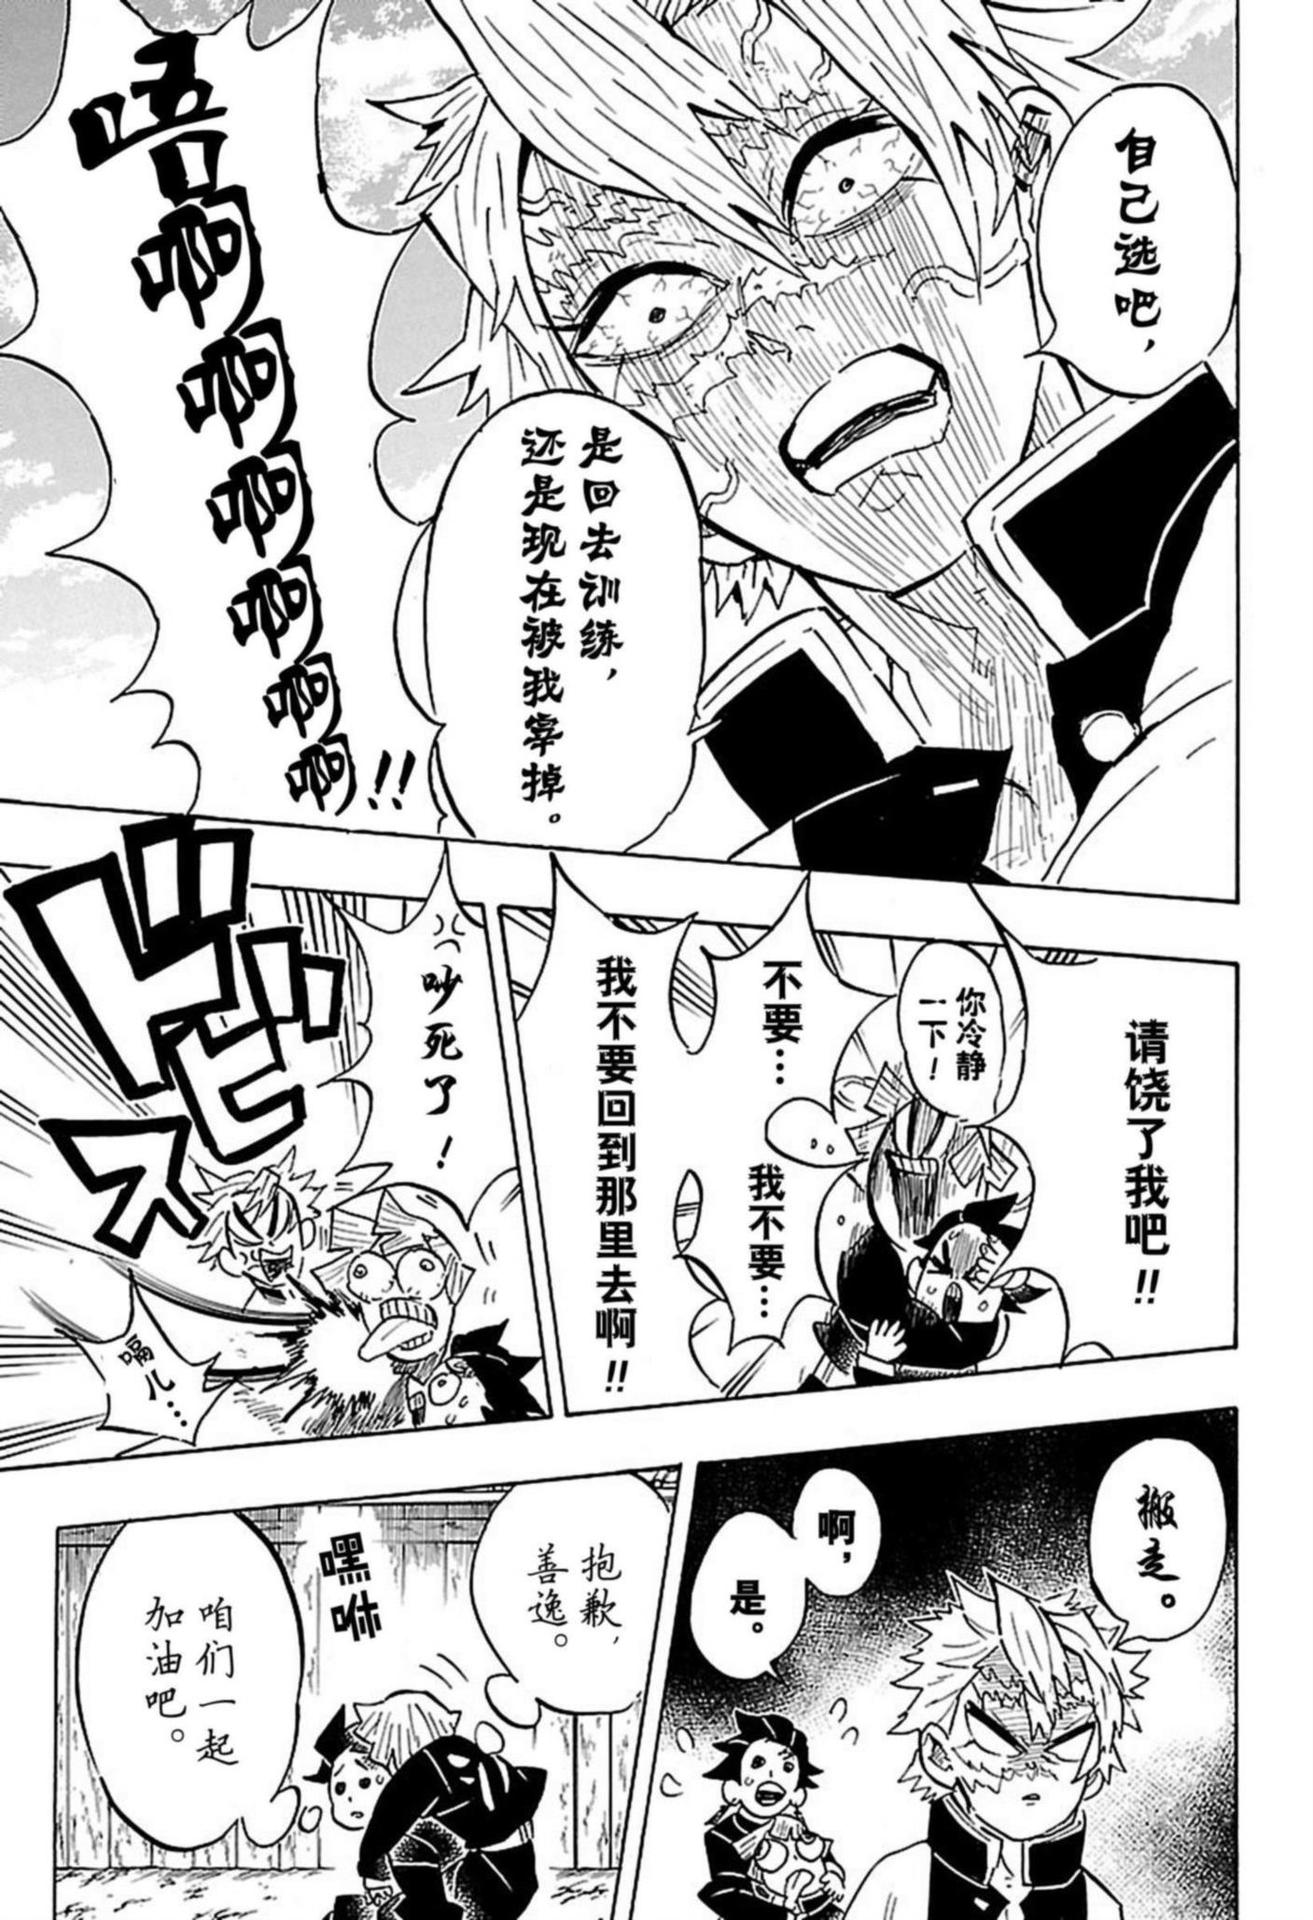 自己选吧，
是回去训练，
还是现在被我宰掉。
唔啊啊啊啊啊啊!!
请饶了我吧!!
你冷静
一下！
不要…
我不要…
我不要回到那里去啊!!
吵死了！
ドビス
嗝儿…
搬走。
啊，
是。
抱歉，
善逸。
嘿咻
咱们一起
加油吧。